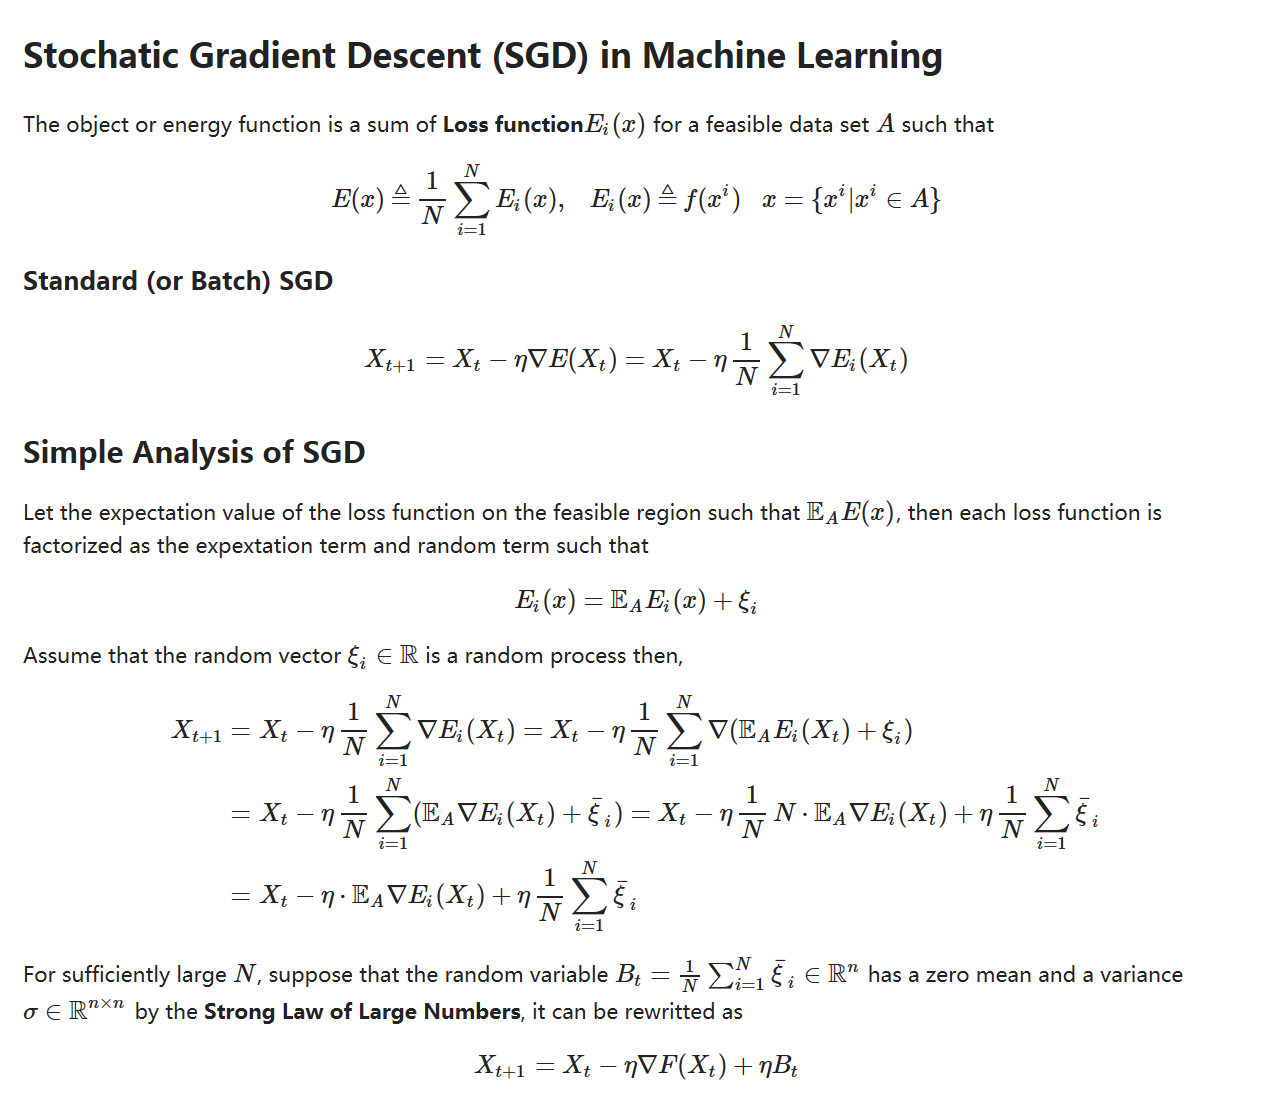 Stochatic Gradient Descent (SGD) in Machine Learning
The object or energy function is a sum of Loss function$E_i(x)$ for a feasible data set $A$ such that
$E(x) \triangleq \frac{1}{N} \sum_{i=1}^{N} E_i(x), \quad E_i(x) \triangleq f(x^i) \quad x = \{x^i | x^i \in A\}$
Standard (or Batch) SGD
$X_{t+1} = X_t - \eta \nabla E(X_t) = X_t - \eta \frac{1}{N} \sum_{i=1}^{N} \nabla E_i(X_t)$
Simple Analysis of SGD
Let the expectation value of the loss function on the feasible region such that $\mathbb{E}_A E(x)$, then each loss function is
factorized as the expextation term and random term such that
$E_i(x) = \mathbb{E}_A E_i(x) + \xi_i$
Assume that the random vector $\xi_i \in \mathbb{R}$ is a random process then,
$X_{t+1} = X_t - \eta \frac{1}{N} \sum_{i=1}^{N} \nabla E_i(X_t) = X_t - \eta \frac{1}{N} \sum_{i=1}^{N} \nabla (\mathbb{E}_A E_i(X_t) + \xi_i)$
$= X_t - \eta \frac{1}{N} \sum_{i=1}^{N} (\mathbb{E}_A \nabla E_i(X_t) + \bar{\xi}_i) = X_t - \eta \frac{1}{N} N \cdot \mathbb{E}_A \nabla E_i(X_t) + \eta \frac{1}{N} \sum_{i=1}^{N} \bar{\xi}_i$
$= X_t - \eta \cdot \mathbb{E}_A \nabla E_i(X_t) + \eta \frac{1}{N} \sum_{i=1}^{N} \bar{\xi}_i$
For sufficiently large $N$, suppose that the random variable $B_t = \frac{1}{N} \sum_{i=1}^{N} \bar{\xi}_i \in \mathbb{R}^n$ has a zero mean and a variance
$\sigma \in \mathbb{R}^{n \times n}$ by the Strong Law of Large Numbers, it can be rewritted as
$X_{t+1} = X_t - \eta \nabla F(X_t) + \eta B_t$